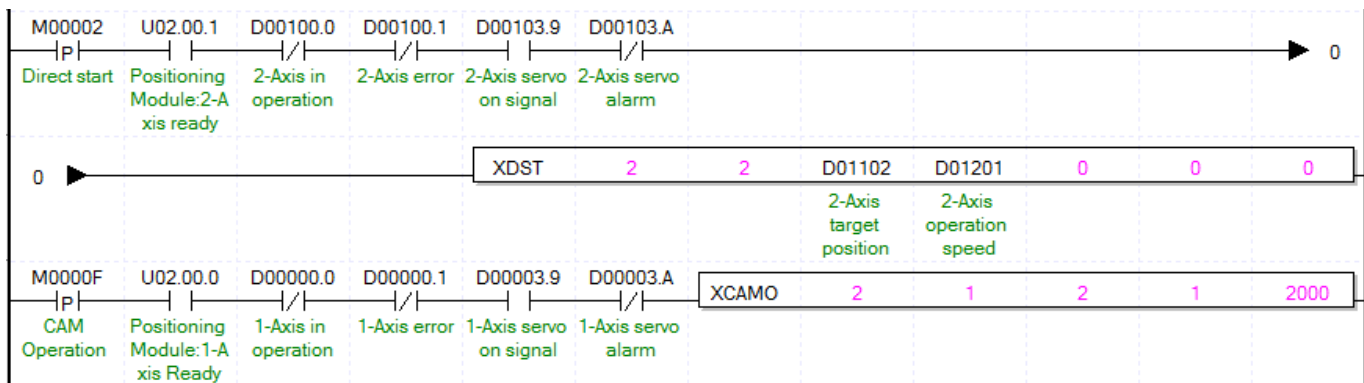 M00002 U02.00.1 D00100.0 D00100.1 D00103.9 D00103.A
P
0
Direct start Positioning 2-Axis in 2-Axis error 2-Axis servo 2-Axis servo
Module:2-A operation on signal alarm
xis ready
0 XDST 2 2 D01102 D01201 0 0 0
2-Axis 2-Axis
target operation
position speed
M0000F U02.00.0 D00000.0 D00000.1 D00003.9 D00003.A
P XCAMO 2 1 2 1 2000
CAM Positioning 1-Axis in 1-Axis error 1-Axis servo 1-Axis servo
Operation Module:1-A operation on signal alarm
xis Ready